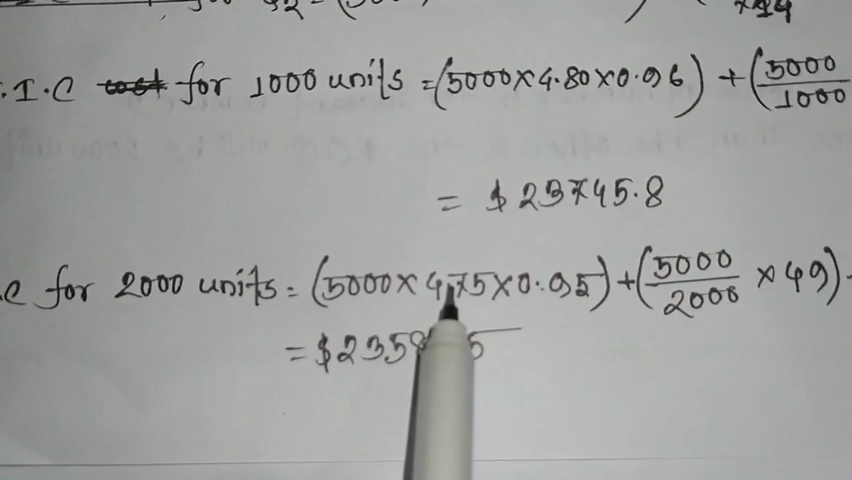 I.C cost for 1000 units = (5000×4.80×0.96) + (5000/1000
= $23745.8
C for 2000 units = (5000×4.75×0.95) + (5000/2000 ×49)
= $235